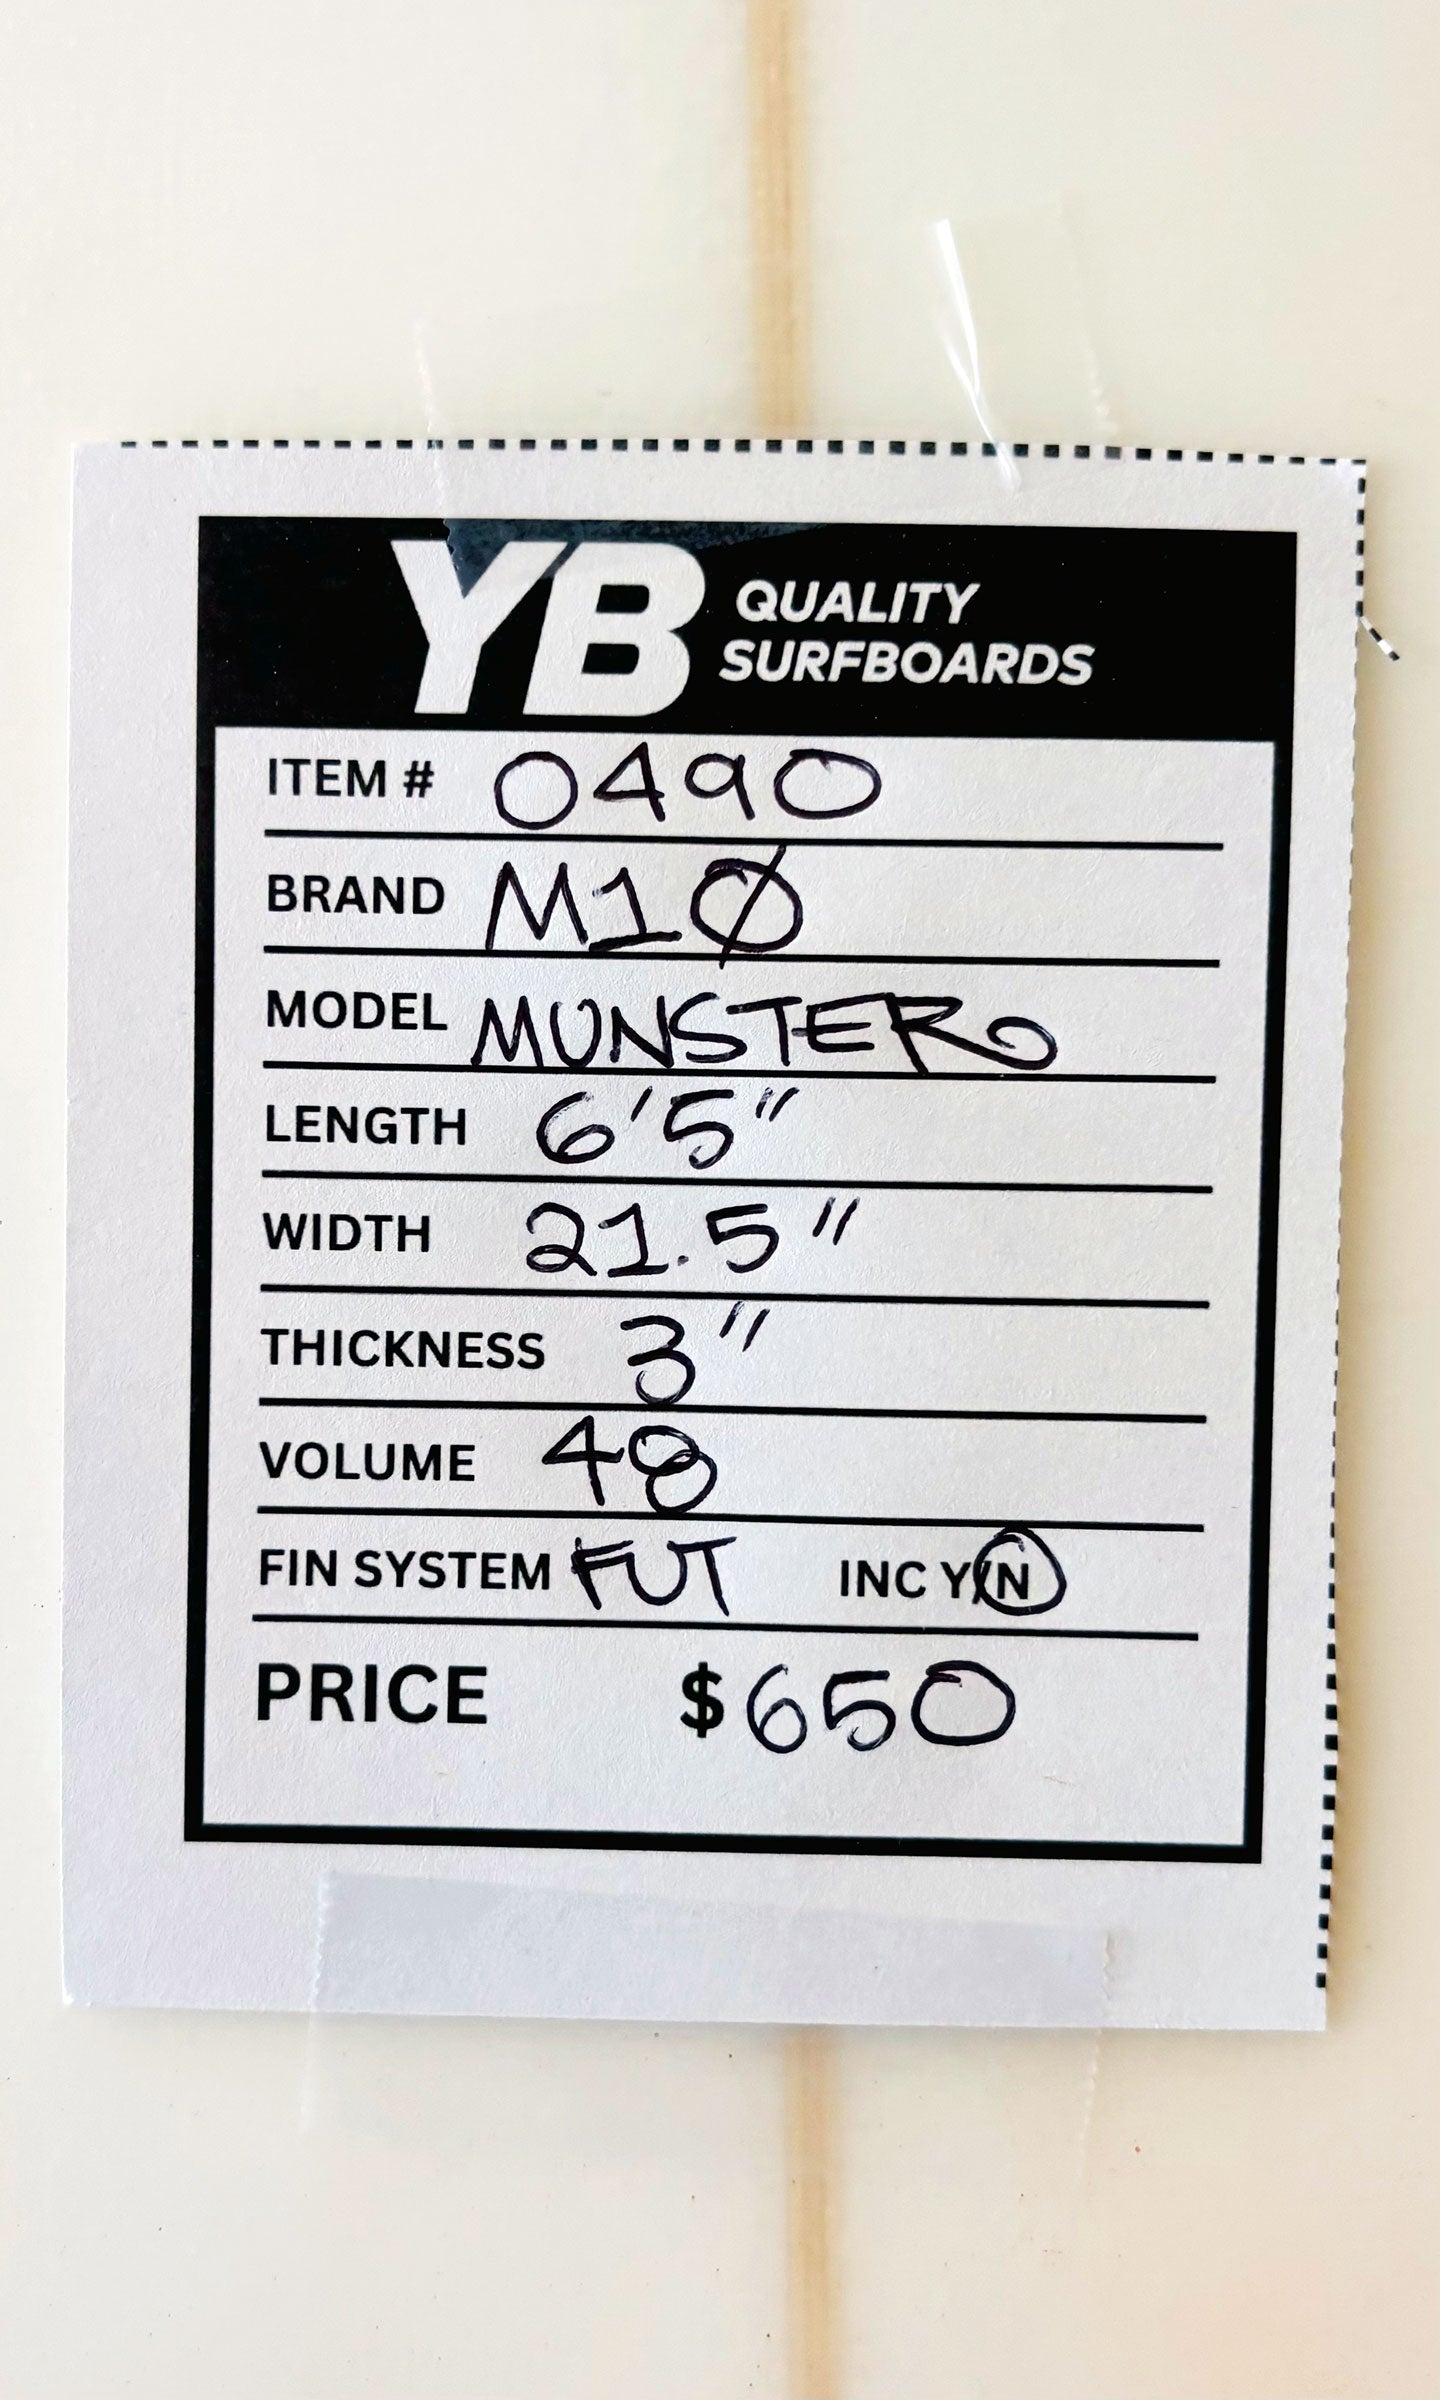 YB QUALITY
SURFBOARDS
ITEM # 0490
BRAND M1Ø
MODEL MUNSTER
LENGTH 6'5"
WIDTH 21.5"
THICKNESS 3"
VOLUME 48
FIN SYSTEM FUT INC Y/N
PRICE $650